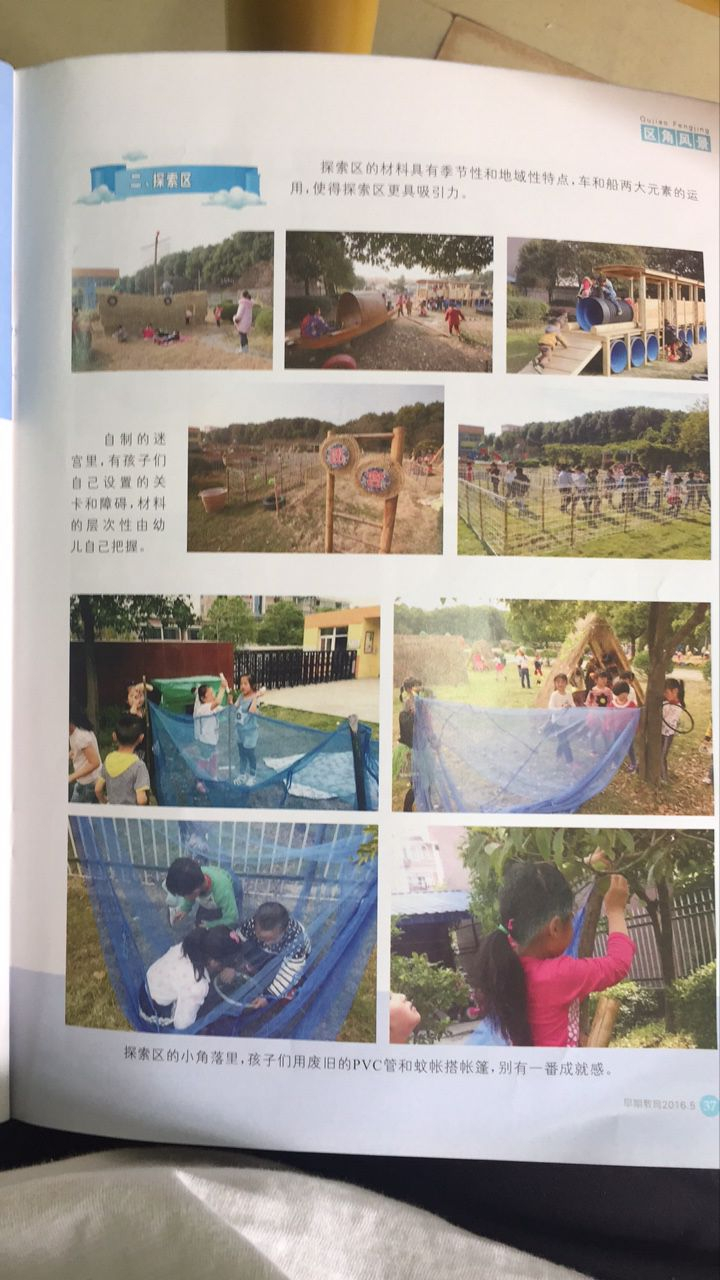 Qujiao Fengjing
区角风景
二、探索区
探索区的材料具有季节性和地域性特点，车和船两大元素的运
用，使得探索区更具吸引力。
自制的迷
宫里，有孩子们
自己设置的关
卡和障碍，材料
的层次性由幼
儿自己把握。
探索区的小角落里，孩子们用废旧的PVC管和蚊帐搭帐篷，别有一番成就感。
早期教育2016.5 37